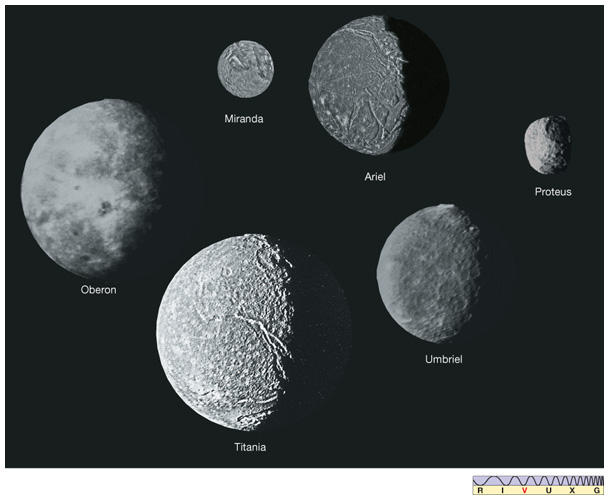 Miranda
Ariel
Proteus
Oberon
Umbriel
Titania
R I V U X G